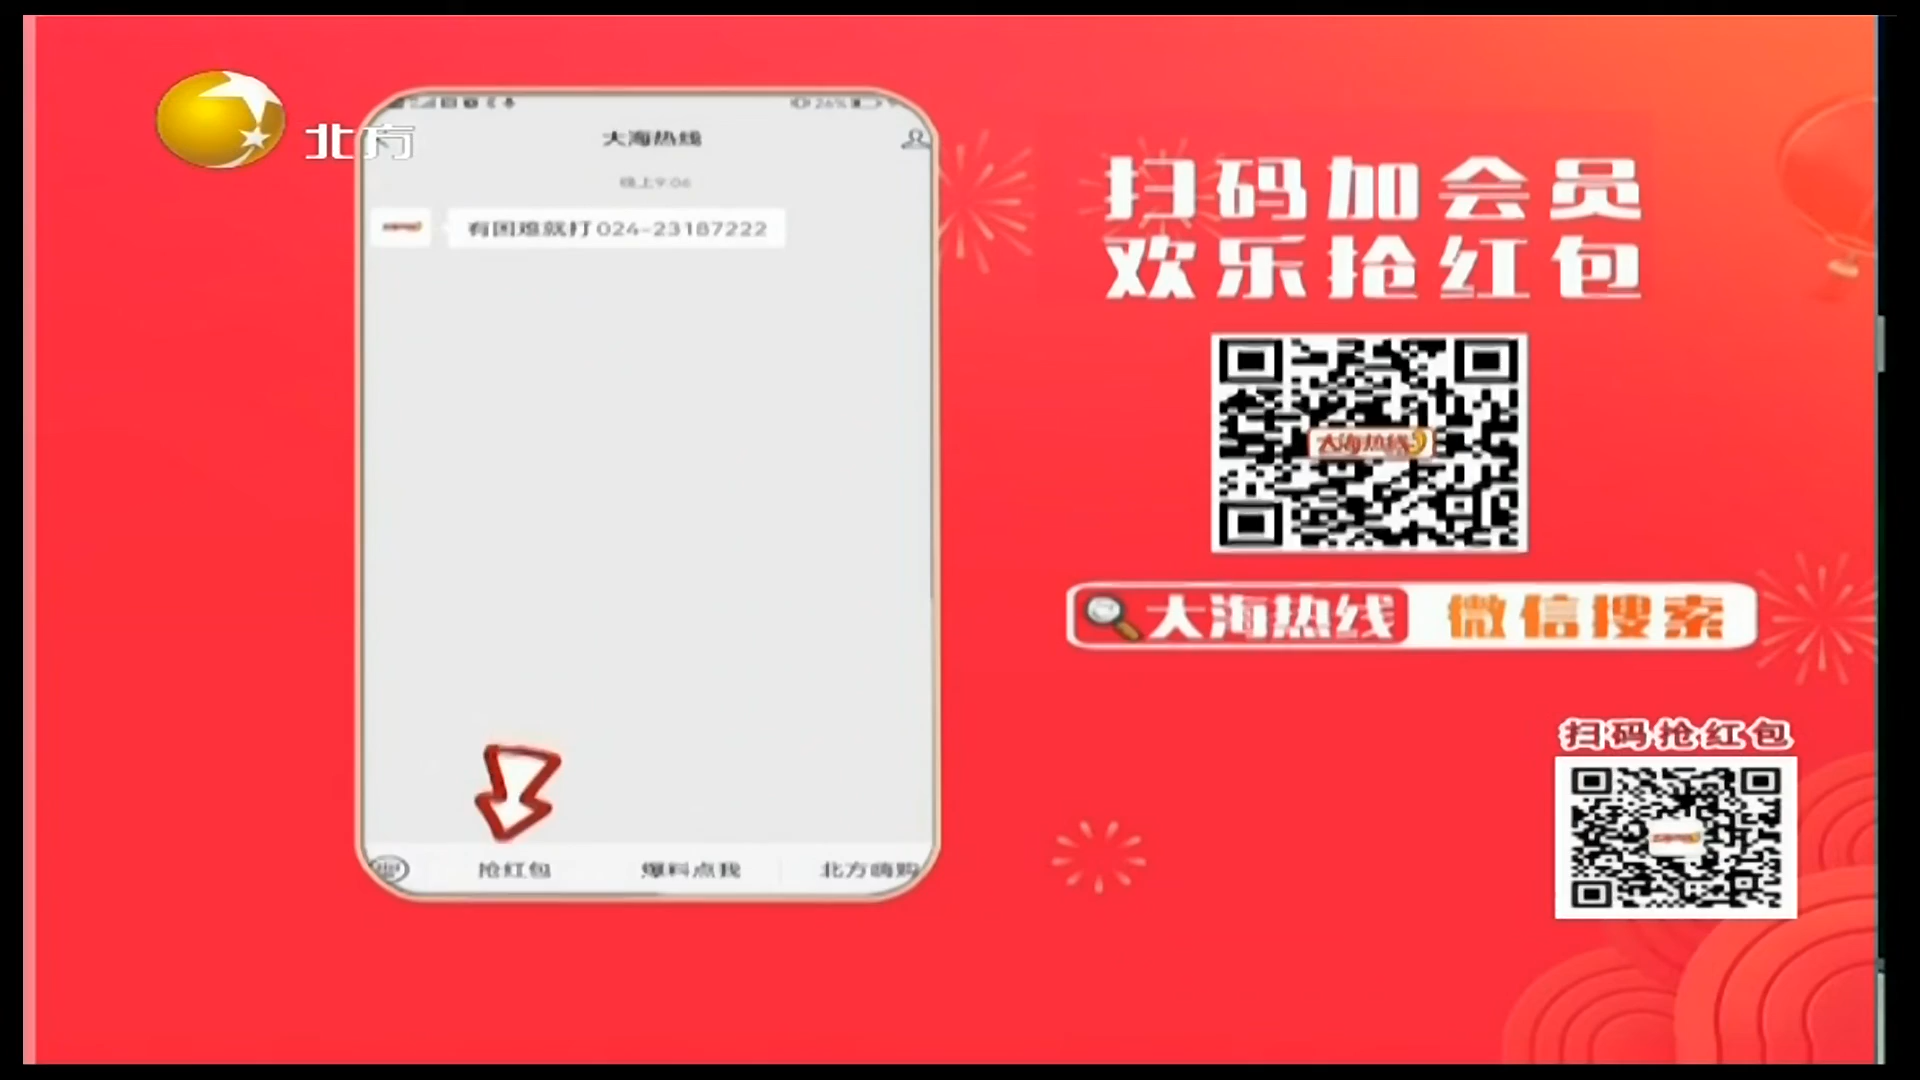 北方
26%
大海热线
晚上9:06
有困难就打024-23187222
抢红包
爆料点我
北方嗨购
扫码加会员
欢乐抢红包
大海热线
大海热线
微信搜索
扫码抢红包